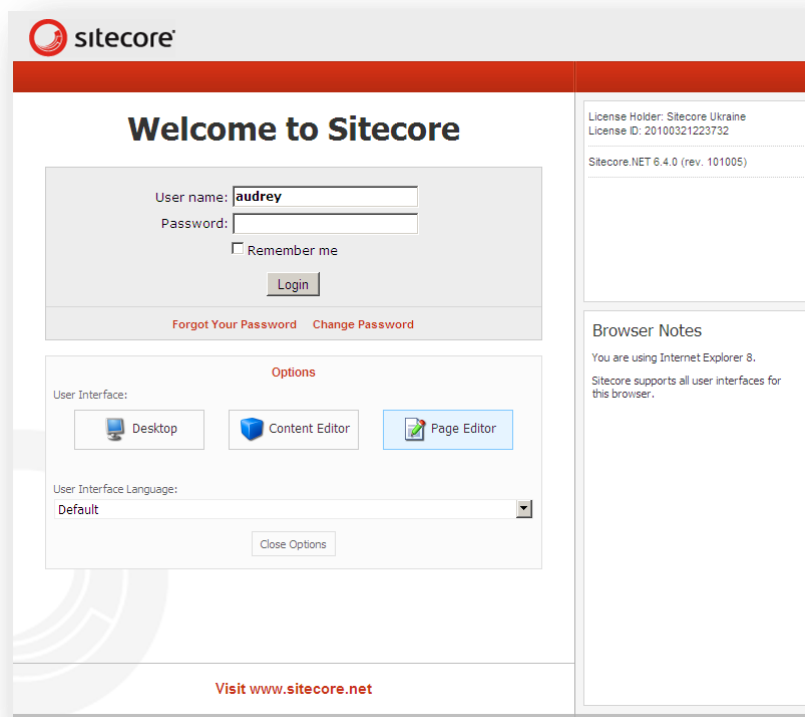 sitecore
Welcome to Sitecore
User name: audrey
Password:
Remember me
Login
Forgot Your Password Change Password
Options
User Interface:
Desktop Content Editor Page Editor
User Interface Language:
Default
Close Options
Visit www.sitecore.net
License Holder: Sitecore Ukraine
License ID: 20100321223732
Sitecore.NET 6.4.0 (rev. 101005)
Browser Notes
You are using Internet Explorer 8.
Sitecore supports all user interfaces for
this browser.